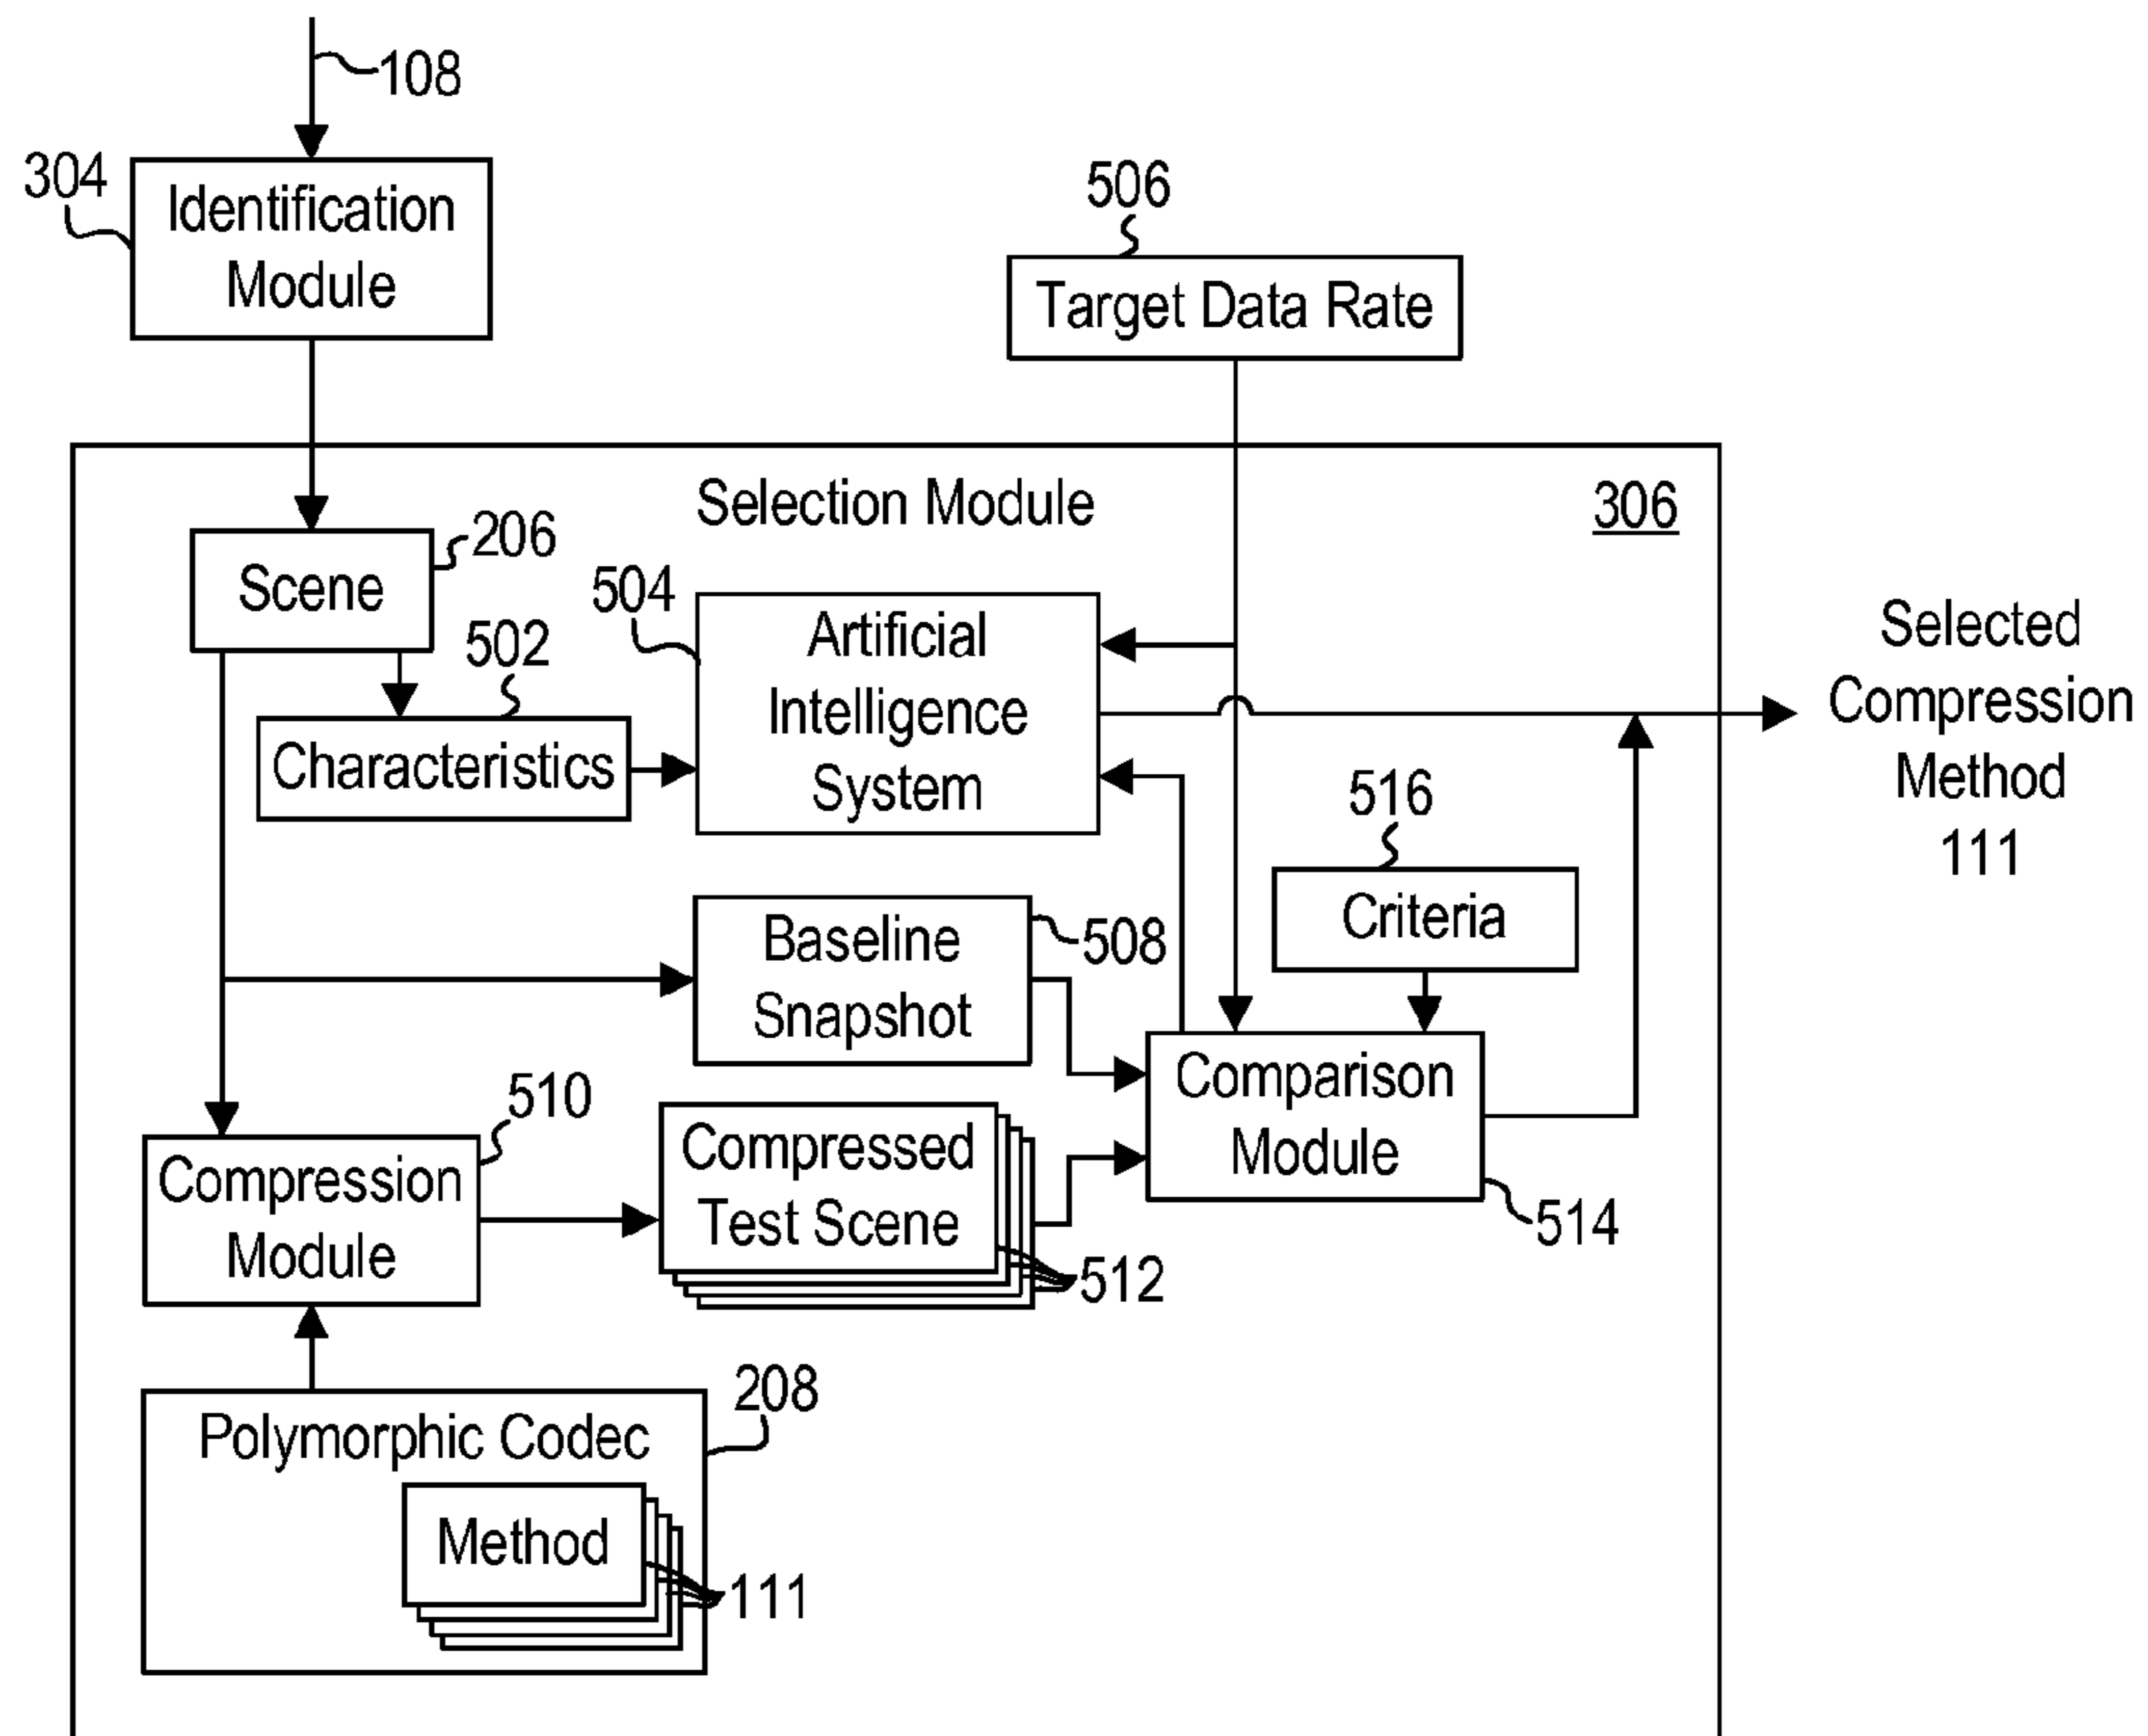 108
304
Identification
Module
506
Target Data Rate
Selection Module
306
206
Scene
504
Artificial
Intelligence
System
502
Characteristics
Selected
Compression
Method
111
516
Criteria
Baseline
Snapshot
508
Comparison
Module
514
510
Compression
Module
Compressed
Test Scene
512
208
Polymorphic Codec
Method
111